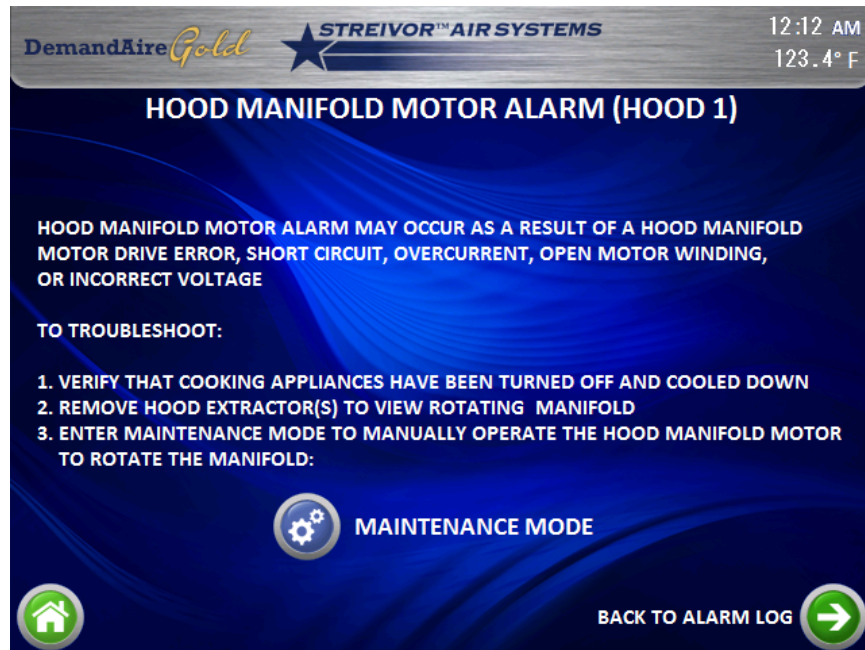 DemandAire Gold
STREIVOR™ AIR SYSTEMS
12:12 AM
123.4° F
HOOD MANIFOLD MOTOR ALARM (HOOD 1)
HOOD MANIFOLD MOTOR ALARM MAY OCCUR AS A RESULT OF A HOOD MANIFOLD
MOTOR DRIVE ERROR, SHORT CIRCUIT, OVERCURRENT, OPEN MOTOR WINDING,
OR INCORRECT VOLTAGE
TO TROUBLESHOOT:
1. VERIFY THAT COOKING APPLIANCES HAVE BEEN TURNED OFF AND COOLED DOWN
2. REMOVE HOOD EXTRACTOR(S) TO VIEW ROTATING MANIFOLD
3. ENTER MAINTENANCE MODE TO MANUALLY OPERATE THE HOOD MANIFOLD MOTOR
TO ROTATE THE MANIFOLD:
MAINTENANCE MODE
BACK TO ALARM LOG